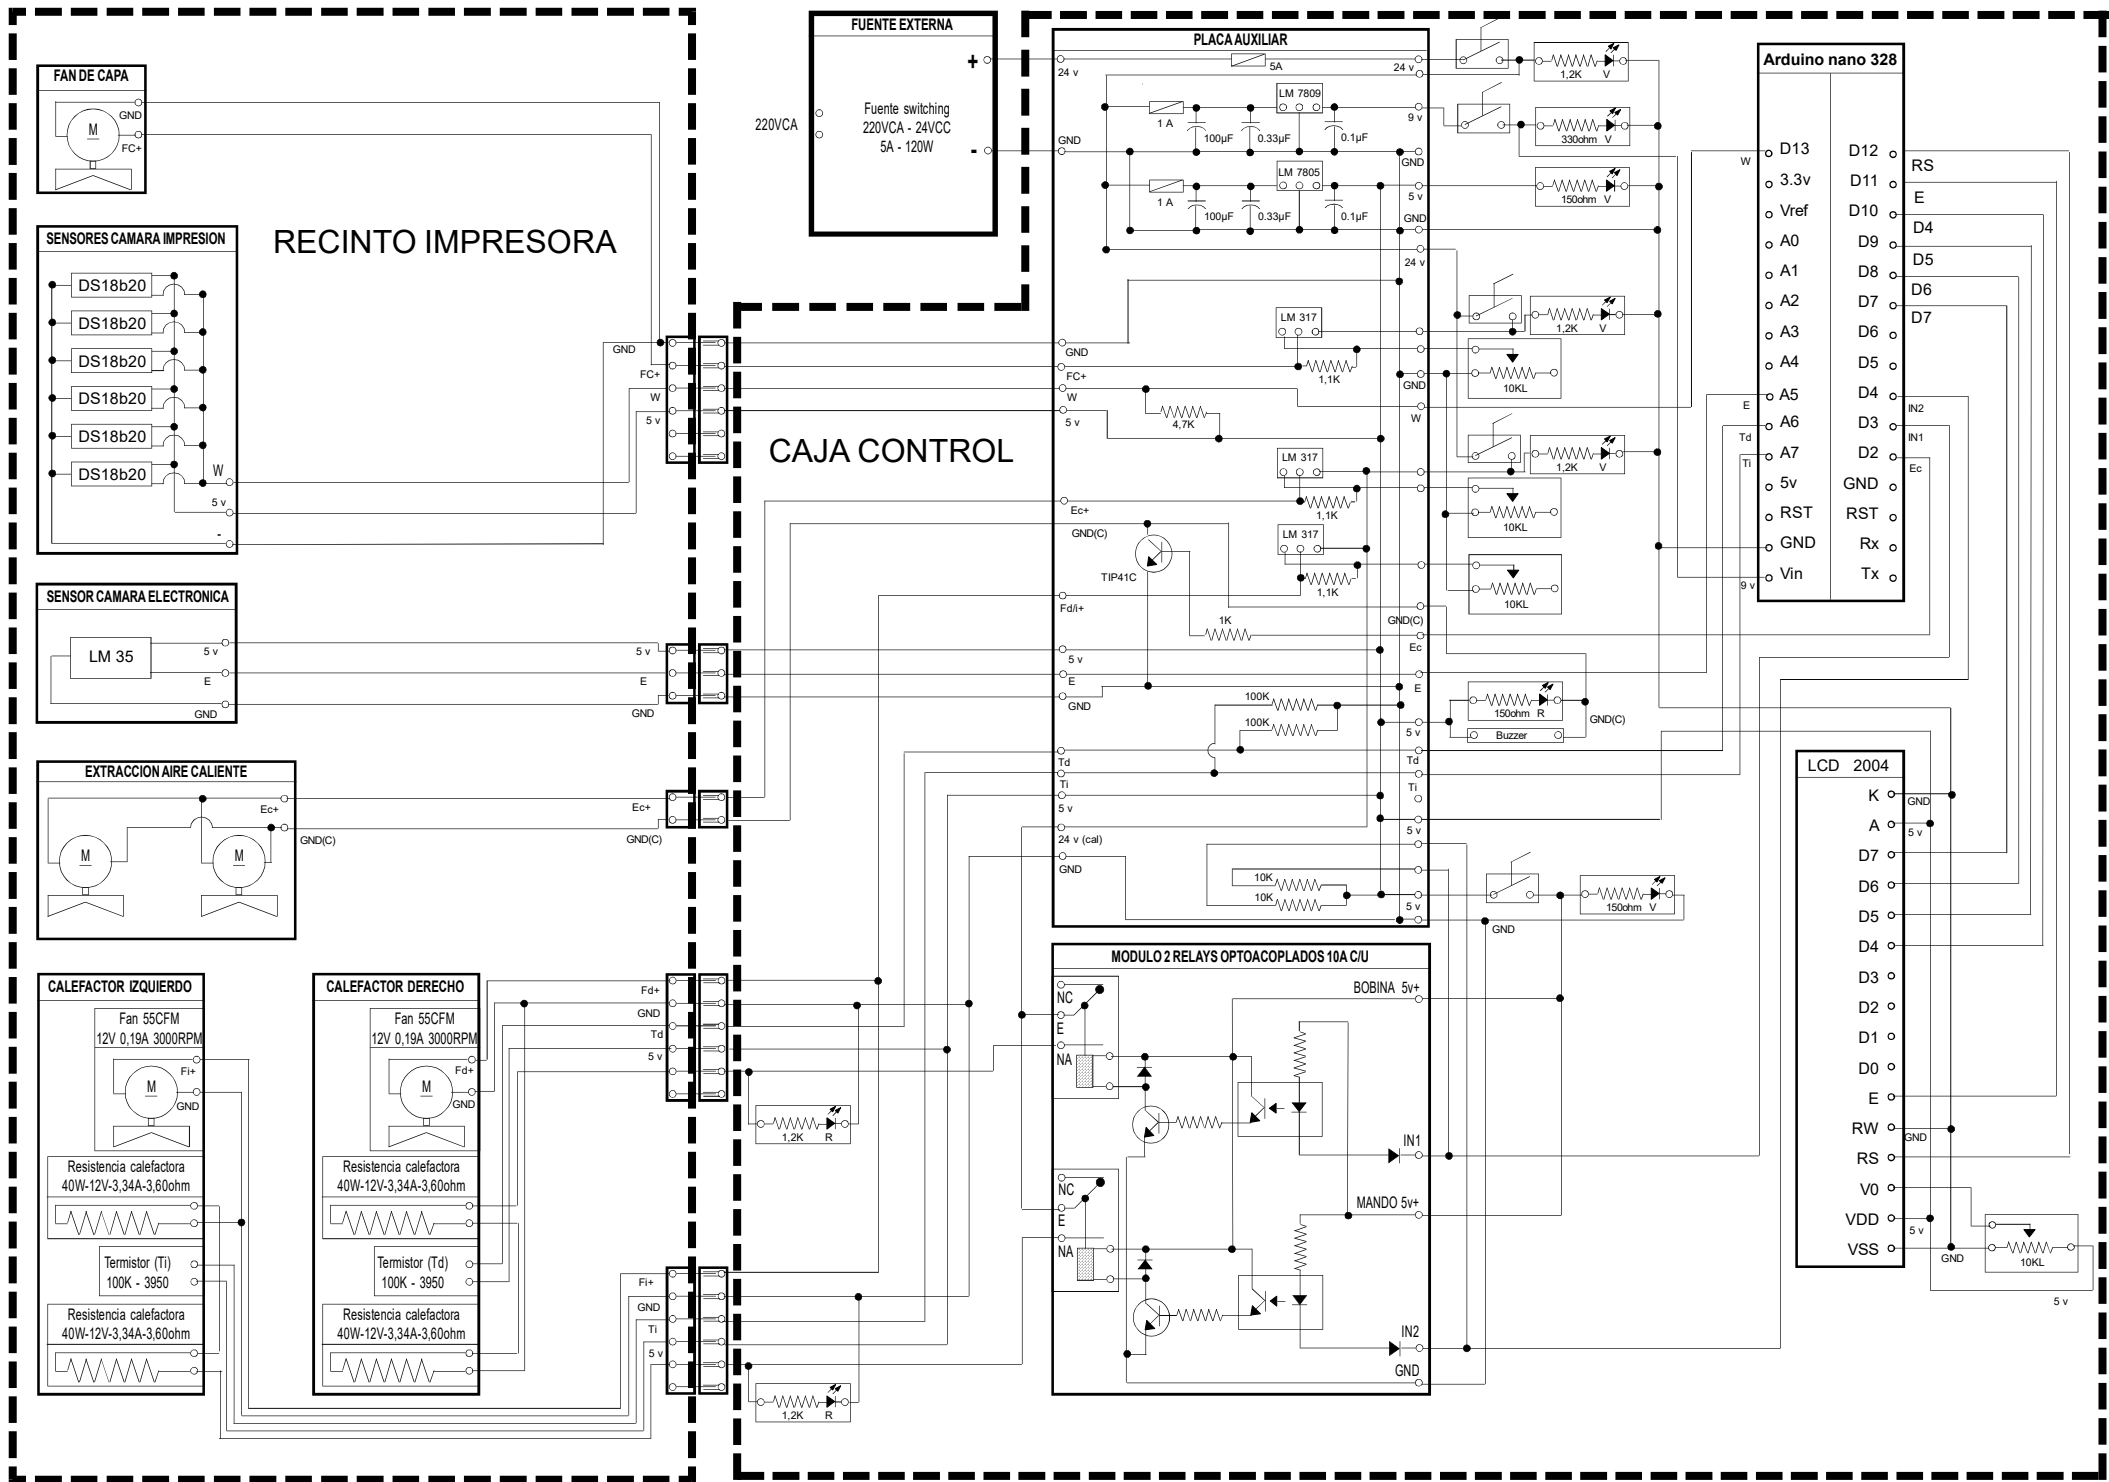 FAN DE CAPA
GND
M
FC+
RECINTO IMPRESORA
SENSORES CAMARA IMPRESION
DS18b20
DS18b20
DS18b20
DS18b20
DS18b20
DS18b20
W
5 v
-
SENSOR CAMARA ELECTRONICA
LM 35
5 v
E
GND
EXTRACCION AIRE CALIENTE
Ec+
M
M
GND(C)
CALEFACTOR IZQUIERDO
Fan 55CFM
12V 0,19A 3000RPM
Fi+
M
GND
Resistencia calefactora
40W-12V-3,34A-3,60ohm
Termistor (Ti)
100K - 3950
Resistencia calefactora
40W-12V-3,34A-3,60ohm
CALEFACTOR DERECHO
Fan 55CFM
12V 0,19A 3000RPM
Fd+
M
GND
Resistencia calefactora
40W-12V-3,34A-3,60ohm
Termistor (Td)
100K - 3950
Resistencia calefactora
40W-12V-3,34A-3,60ohm
GND
FC+
W
5 v
5 v
E
GND
Ec+
GND(C)
Fd+
GND
Td
5 v
Fi+
GND
Ti
5 v
1,2K R
1,2K R
FUENTE EXTERNA
+
Fuente switching
220VCA - 24VCC
5A - 120W
-
220VCA
CAJA CONTROL
PLACA AUXILIAR
24 v
5A
24 v
LM 7809
1 A
100µF
0.33µF
0.1µF
9 v
GND
GND
LM 7805
1 A
100µF
0.33µF
0.1µF
5 v
GND
24 v
LM 317
GND
FC+
1,1K
GND
W
4,7K
W
5 v
LM 317
Ec+
1,1K
GND(C)
LM 317
TIP41C
1,1K
Fd/i+
1K
GND(C)
Ec
5 v
E
E
GND
100K
100K
5 v
Td
Td
Ti
Ti
5 v
5 v
24 v (cal)
GND
10K
10K
5 v
GND
1,2K V
330ohm V
150ohm V
1,2K V
10KL
1,2K V
10KL
10KL
150ohm R
GND(C)
Buzzer
150ohm V
MODULO 2 RELAYS OPTOACOPLADOS 10A C/U
NC
E
NA
BOBINA 5v+
IN1
NC
E
NA
MANDO 5v+
IN2
GND
Arduino nano 328
D13
3.3v
Vref
A0
A1
A2
A3
A4
A5
A6
A7
5v
RST
GND
Vin
W
E
Td
Ti
9 v
D12
D11
D10
D9
D8
D7
D6
D5
D4
D3
D2
GND
RST
Rx
Tx
RS
E
D4
D5
D6
D7
IN2
IN1
Ec
LCD 2004
K
A
D7
D6
D5
D4
D3
D2
D1
D0
E
RW
RS
V0
VDD
VSS
GND
5 v
GND
5 v
GND
10KL
5 v